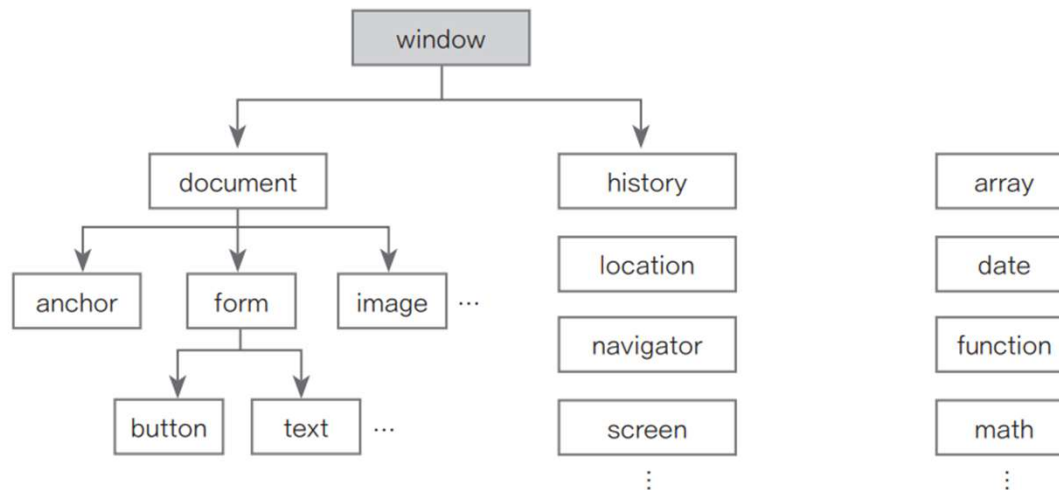 window
document
history
array
location
date
anchor
form
image
...
navigator
function
button
text
...
screen
math
⋮
⋮